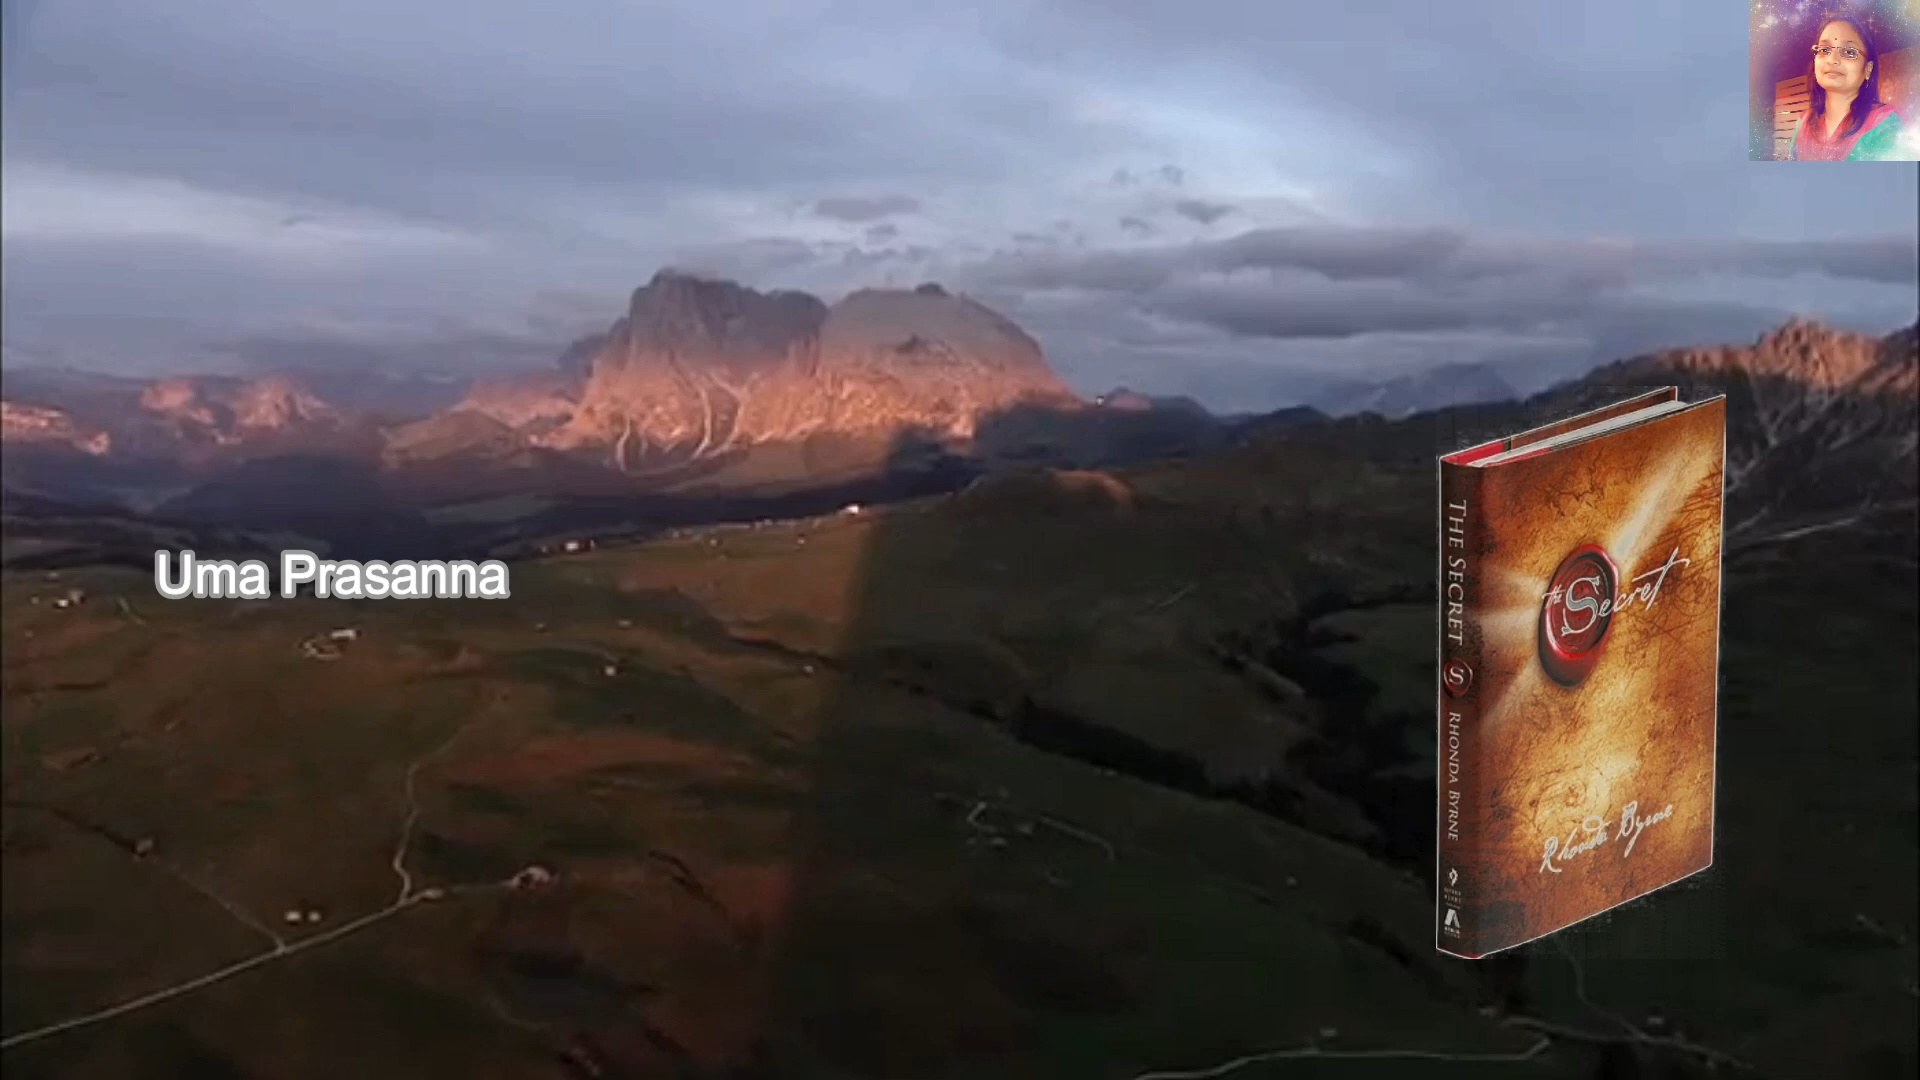 Uma Prasanna
THE SECRET
S
RHONDA BYRNE
the Secret
Rhonda Byrne